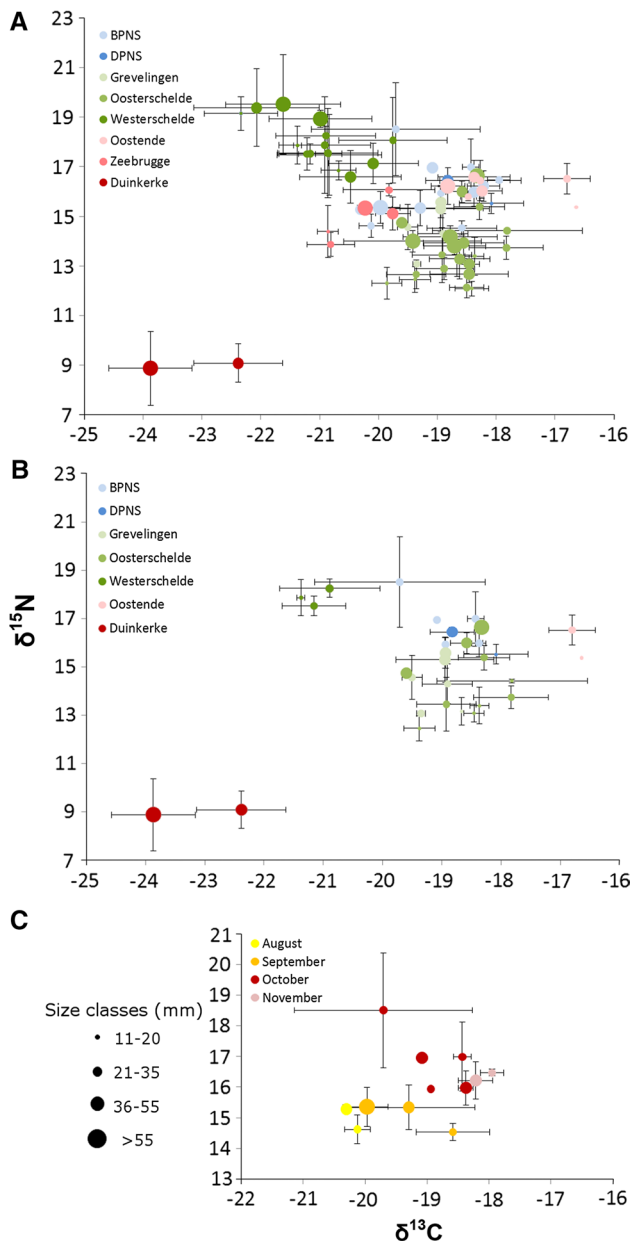 A
23
21
19
17
15
13
11
9
7
BPNS
DPNS
Grevelingen
Oosterschelde
Westerschelde
Oostende
Zeebrugge
Duinkerke
-25 -24 -23 -22 -21 -20 -19 -18 -17 -16
B
δ15N
23
21
19
17
15
13
11
9
7
BPNS
DPNS
Grevelingen
Oosterschelde
Westerschelde
Oostende
Duinkerke
-25 -24 -23 -22 -21 -20 -19 -18 -17 -16
C
Size classes (mm)
11-20
21-35
36-55
>55
21
20
19
18
17
16
15
14
13
August
September
October
November
-22 -21 -20 -19 -18 -17 -16
δ13C